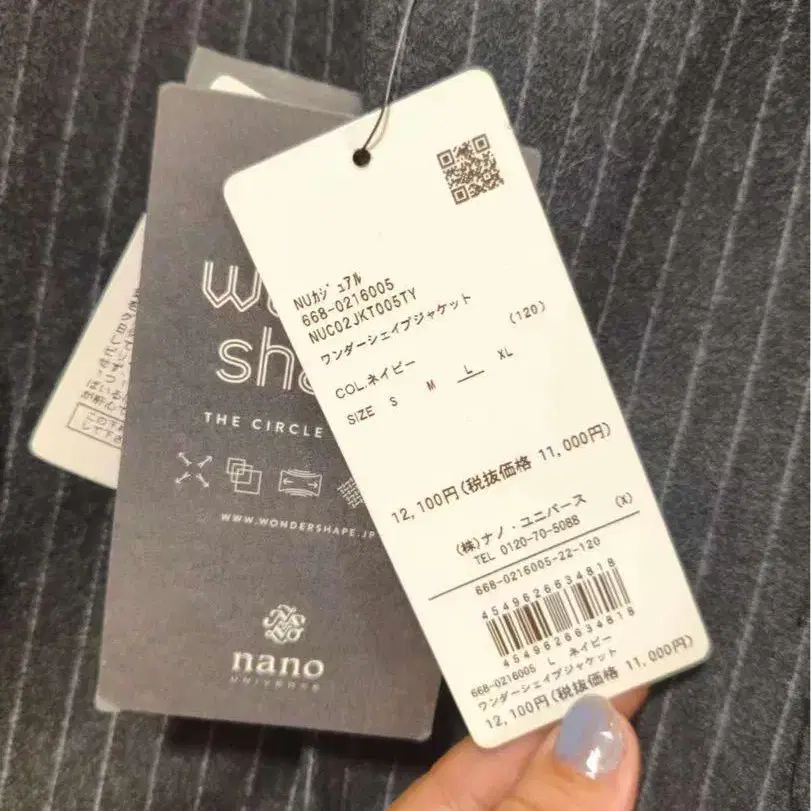 NUｶｼﾞｭｱﾙ
668-0216005
NUC02JKT005TY
ワンダーシェイプジャケット
(120)
COL.ネイビー
SIZE S M L XL
12,100円(税抜価格 11,000円)
(株)ナノ・ユニバース (X)
TEL 0120-70-5088
668-0216005-22-120
4549626634818
4549626634818
668-0216005 L ネイビー
ワンダーシェイプジャケット
12,100円(税抜価格 11,000円)
THE CIRCLE
WWW.WONDERSHAPE.JP
nano
UNIVERSE